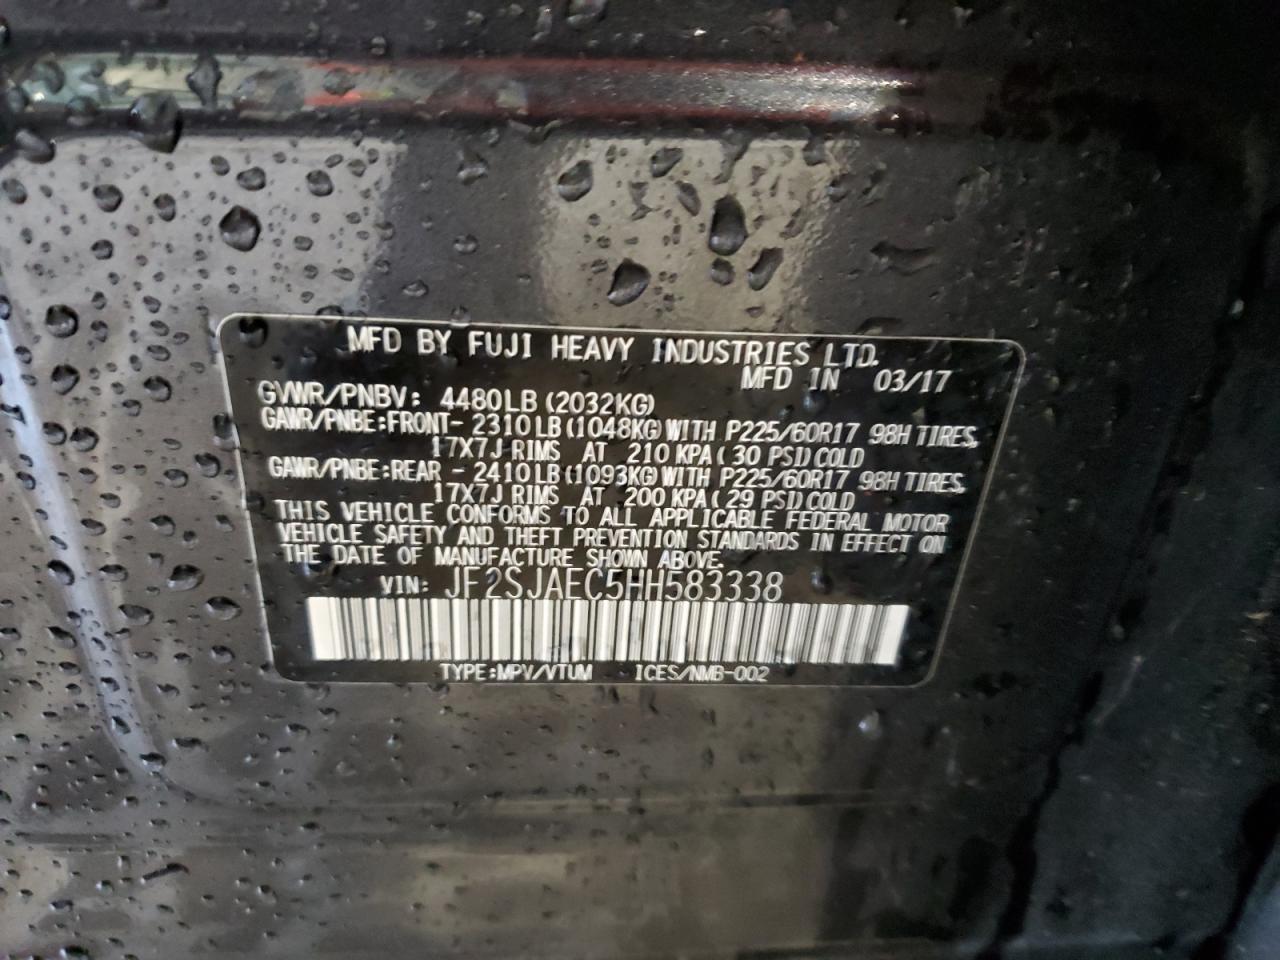 MFD BY FUJI HEAVY INDUSTRIES LTD.
MFD IN 03/17
GVWR/PNBV: 4480LB (2032KG)
GAWR/PNBE:FRONT- 2310LB(1048KG)WITH P225/60R17 98H TIRES,
17X7J RIMS AT 210 KPA(30 PSI)COLD
GAWR/PNBE:REAR - 2410LB(1093KG)WITH P225/60R17 98H TIRES,
17X7J RIMS AT 200 KPA(29 PSI)COLD
THIS VEHICLE CONFORMS TO ALL APPLICABLE FEDERAL MOTOR
VEHICLE SAFETY AND THEFT PREVENTION STANDARDS IN EFFECT ON
THE DATE OF MANUFACTURE SHOWN ABOVE.
VIN: JF2SJAEC5HH583338
TYPE:MPV/VTUM ICES/NMB-002